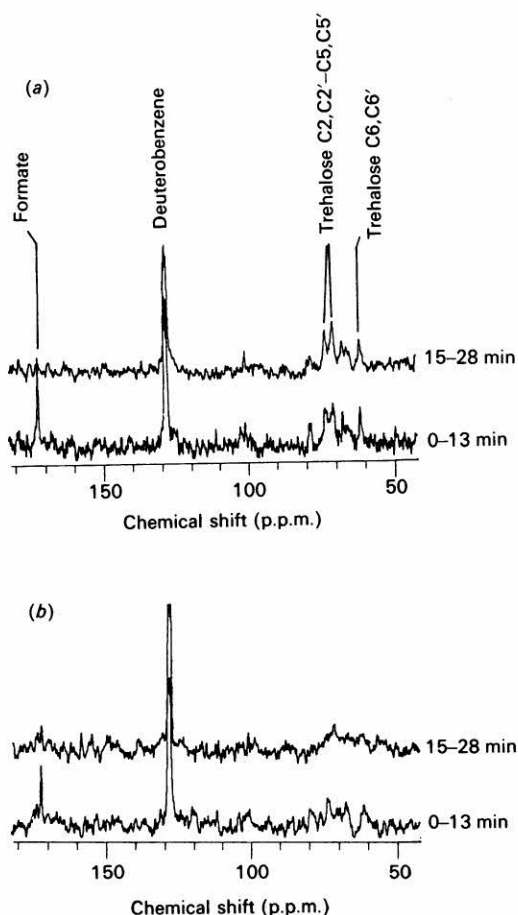 (a)
Formate
Deuterobenzene
Trehalose C2,C2′–C5,C5′
Trehalose C6,C6′
15–28 min
0–13 min
150
100
50
Chemical shift (p.p.m.)
(b)
15–28 min
0–13 min
150
100
50
Chemical shift (p.p.m.)